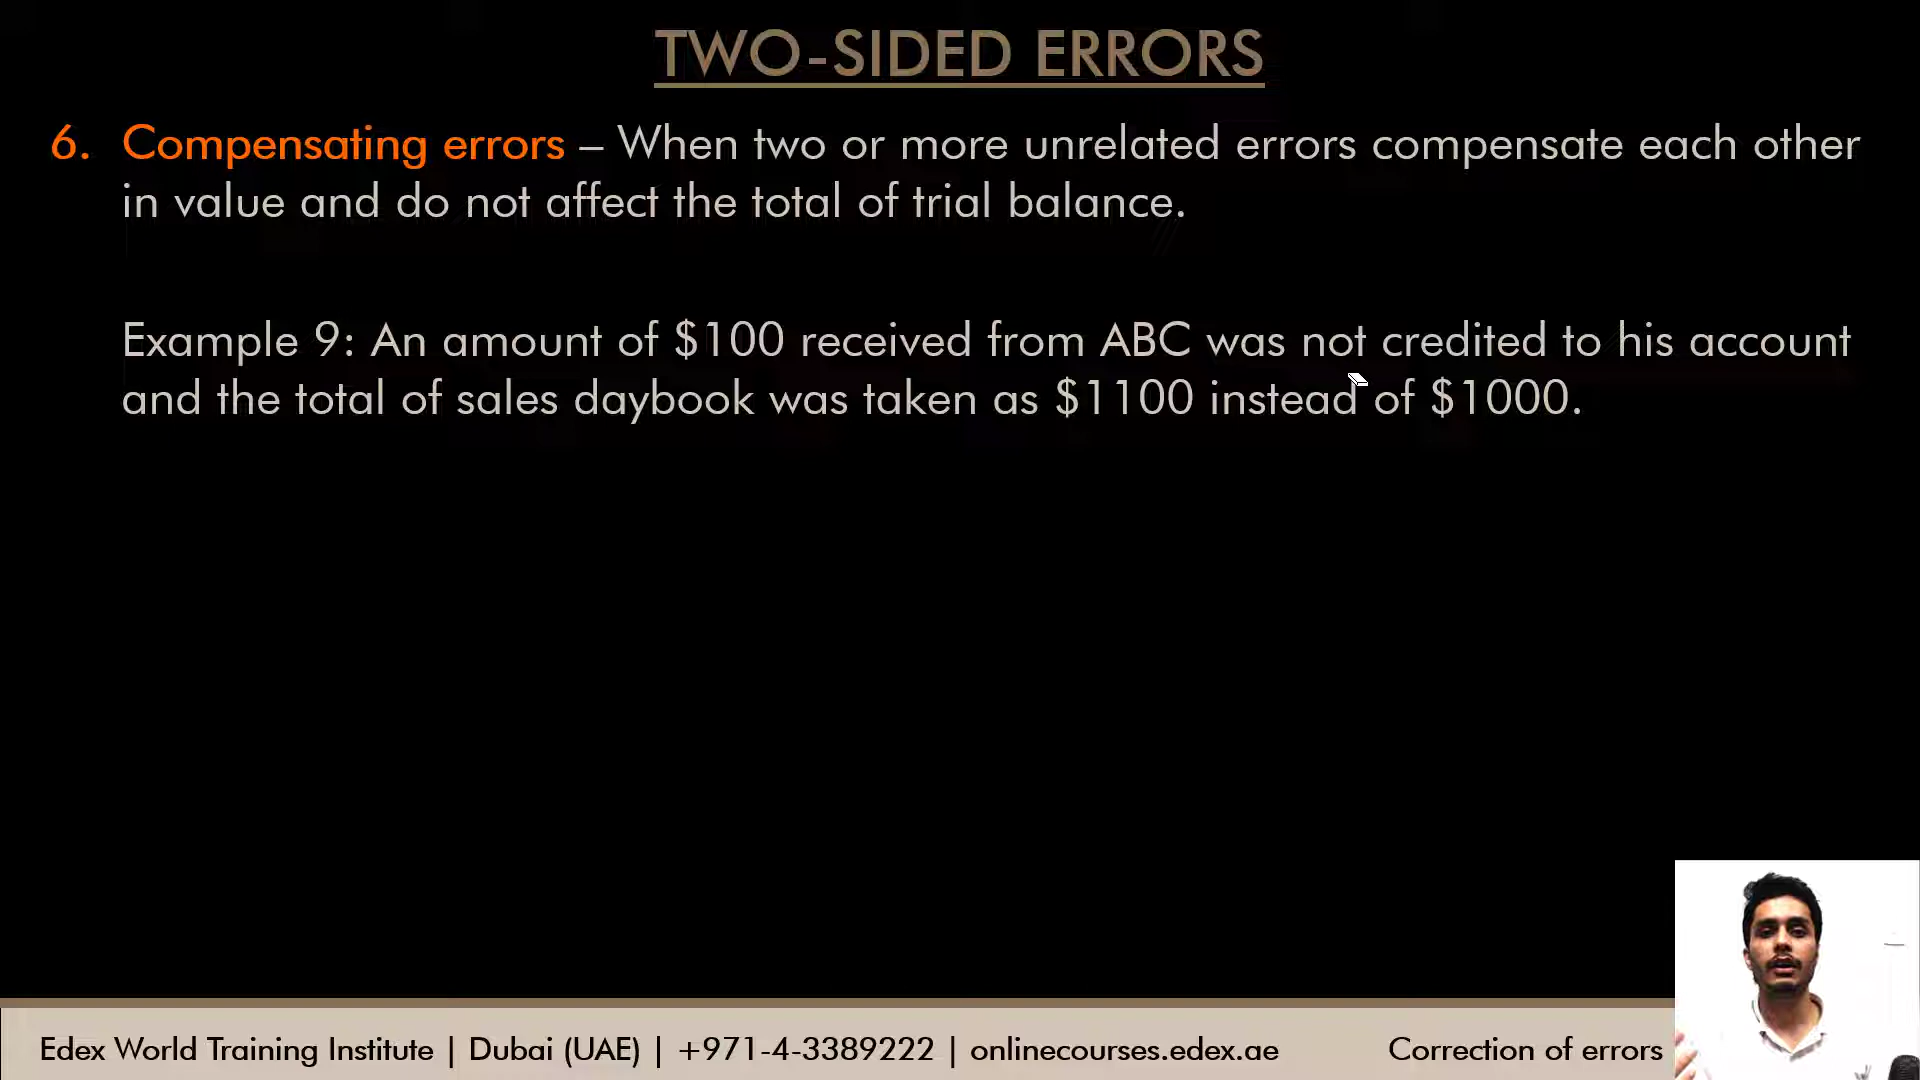 TWO-SIDED ERRORS
6. Compensating errors – When two or more unrelated errors compensate each other
in value and do not affect the total of trial balance.
Example 9: An amount of $100 received from ABC was not credited to his account
and the total of sales daybook was taken as $1100 instead of $1000.
Edex World Training Institute | Dubai (UAE) | +971-4-3389222 | onlinecourses.edex.ae Correction of errors